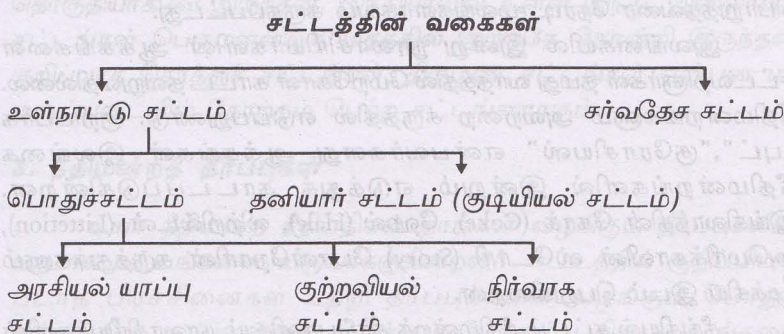 சட்டத்தின் வகைகள்
உள்நாட்டு சட்டம் சர்வதேச சட்டம்
பொதுச்சட்டம் தனியார் சட்டம் (குடியியல் சட்டம்)
அரசியல் யாப்பு குற்றவியல் நிர்வாக
சட்டம் சட்டம் சட்டம்